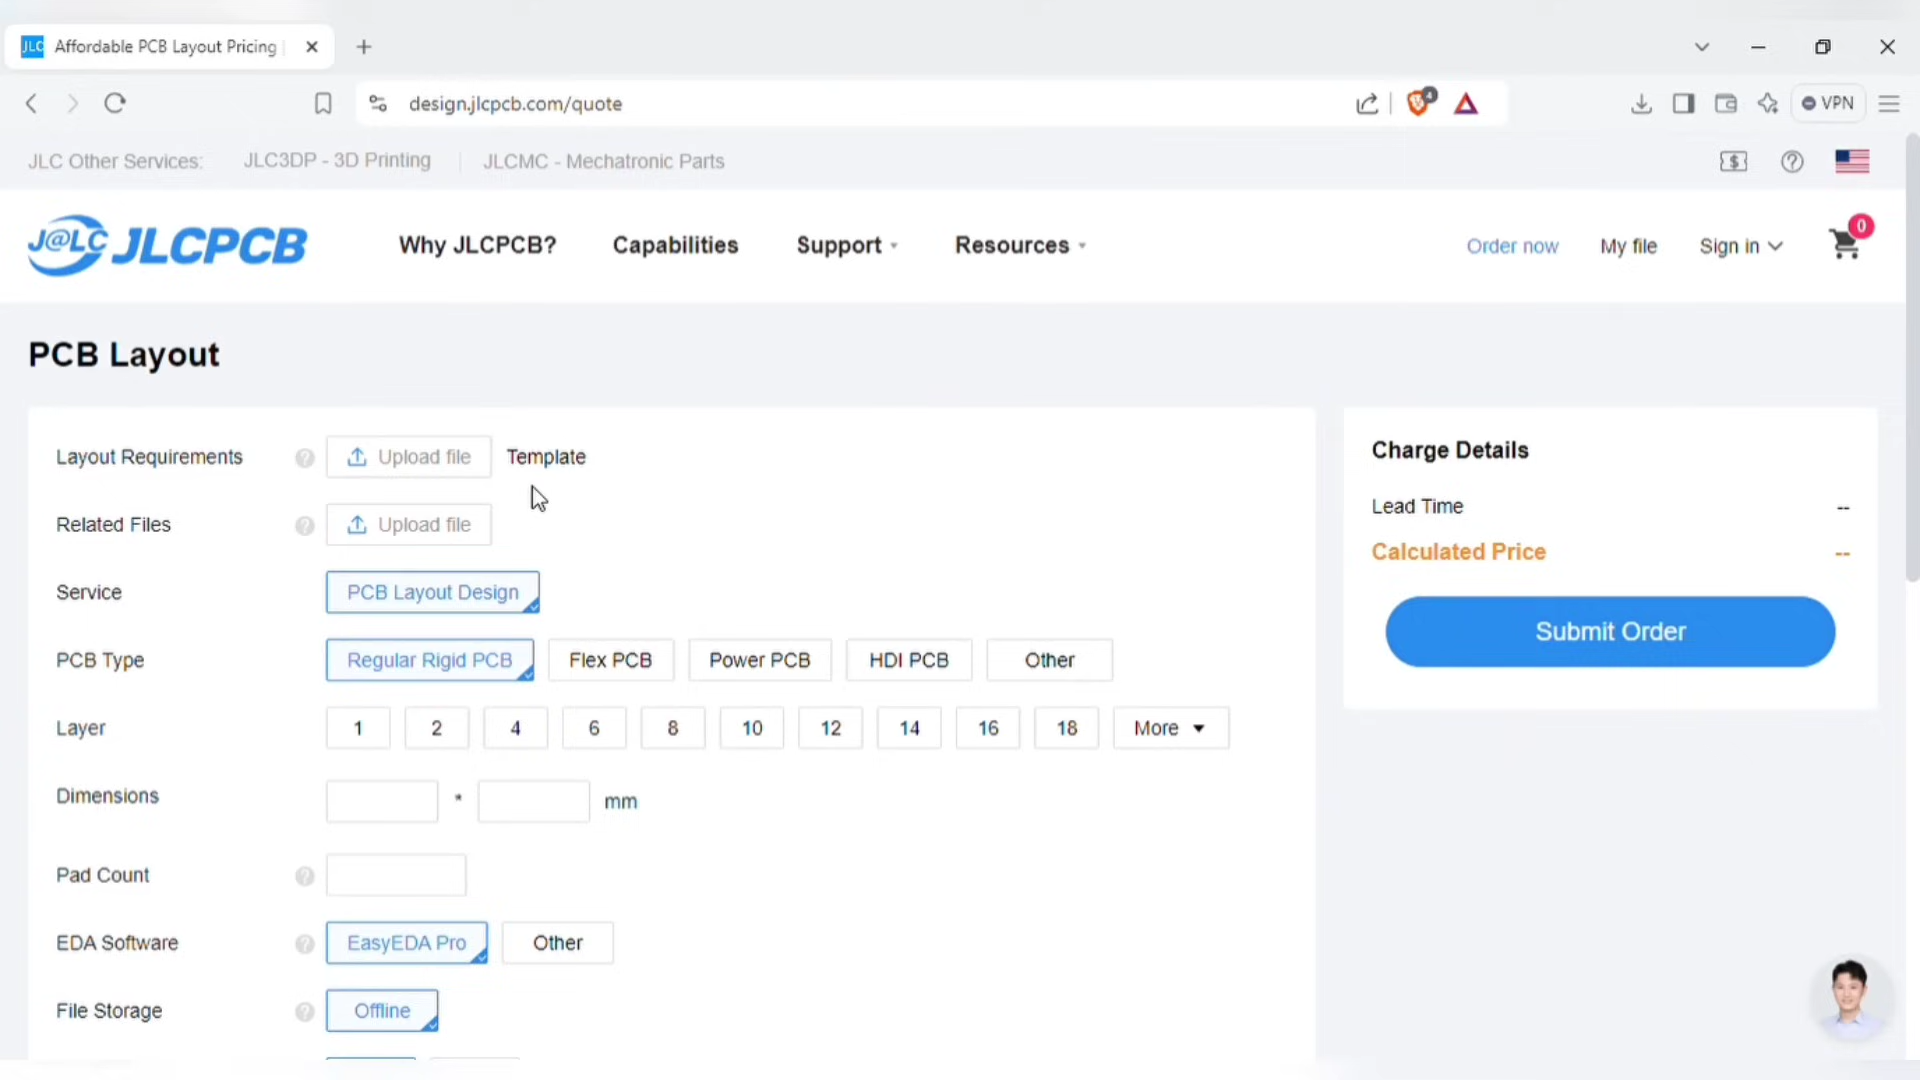 JLC Affordable PCB Layout Pricing
design.jlcpcb.com/quote
4
VPN
JLC Other Services: JLC3DP - 3D Printing JLCMC - Mechatronic Parts
J@LC JLCPCB Why JLCPCB? Capabilities Support Resources Order now My file Sign in 0
PCB Layout
Layout Requirements ? Upload file Template
Related Files ? Upload file
Service PCB Layout Design
PCB Type Regular Rigid PCB Flex PCB Power PCB HDI PCB Other
Layer 1 2 4 6 8 10 12 14 16 18 More
Dimensions * mm
Pad Count ?
EDA Software ? EasyEDA Pro Other
File Storage ? Offline
Charge Details
Lead Time --
Calculated Price --
Submit Order